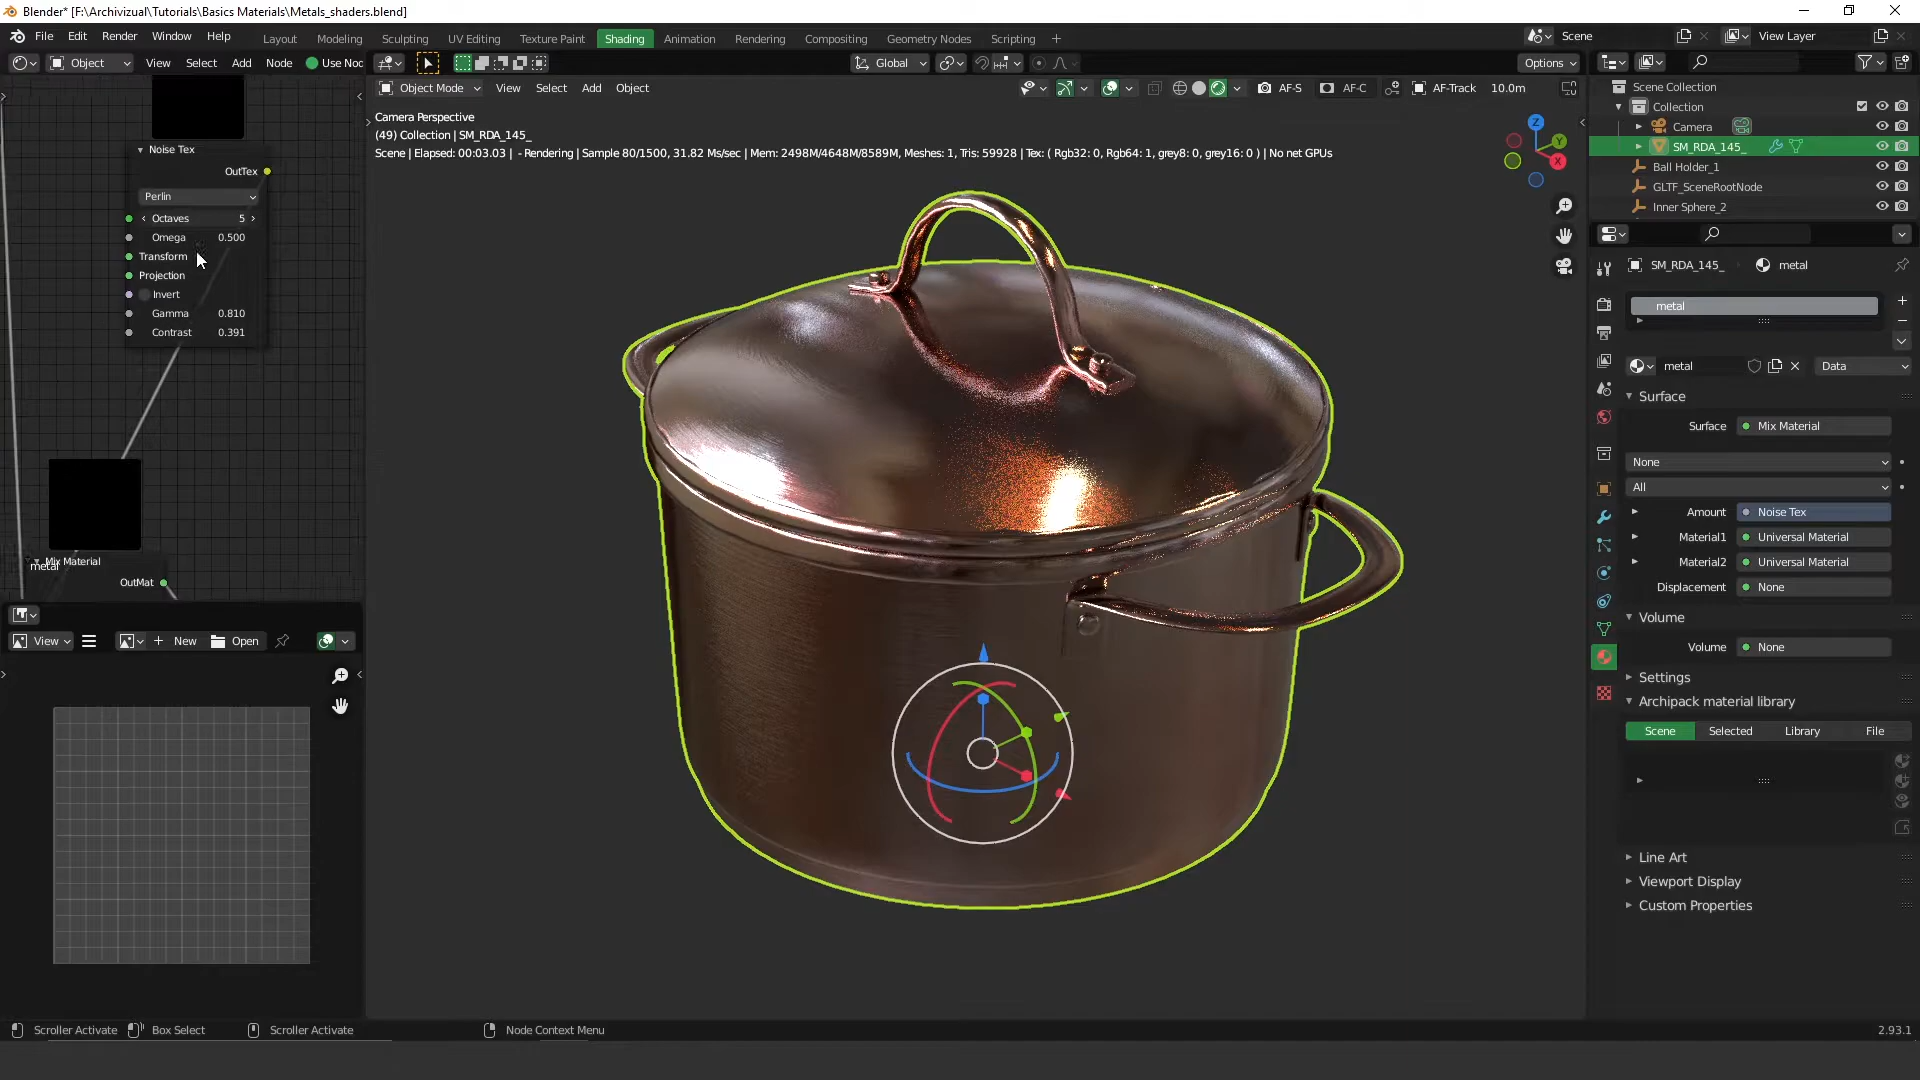 Blender* [F:\Archivizual\Tutorials\Basics Materials\Metals_shaders.blend]
File Edit Render Window Help Layout Modeling Sculpting UV Editing Texture Paint Shading Animation Rendering Compositing Geometry Nodes Scripting + Scene View Layer
Object View Select Add Node Use Noc Global Options
Object Mode View Select Add Object AF-S AF-C AF-Track 10.0m
Camera Perspective
(49) Collection | SM_RDA_145_
Scene | Elapsed: 00:03.03 | - Rendering | Sample 80/1500, 31.82 Ms/sec | Mem: 2498M/4648M/8589M, Meshes: 1, Tris: 59928 | Tex: ( Rgb32: 0, Rgb64: 1, grey8: 0, grey16: 0 ) | No net GPUs
Z
Y
X
Noise Tex
OutTex
Perlin
Octaves 5
Omega 0.500
Transform
Projection
Invert
Gamma 0.810
Contrast 0.391
Mix Material
metal
OutMat
View New Open
Scene Collection
Collection
Camera
SM_RDA_145_
Ball Holder_1
GLTF_SceneRootNode
Inner Sphere_2
SM_RDA_145_ metal
metal
metal Data
Surface
Surface Mix Material
None
All
Amount Noise Tex
Material1 Universal Material
Material2 Universal Material
Displacement None
Volume
Volume None
Settings
Archipack material library
Scene Selected Library File
Line Art
Viewport Display
Custom Properties
Scroller Activate Box Select Scroller Activate Node Context Menu 2.93.1